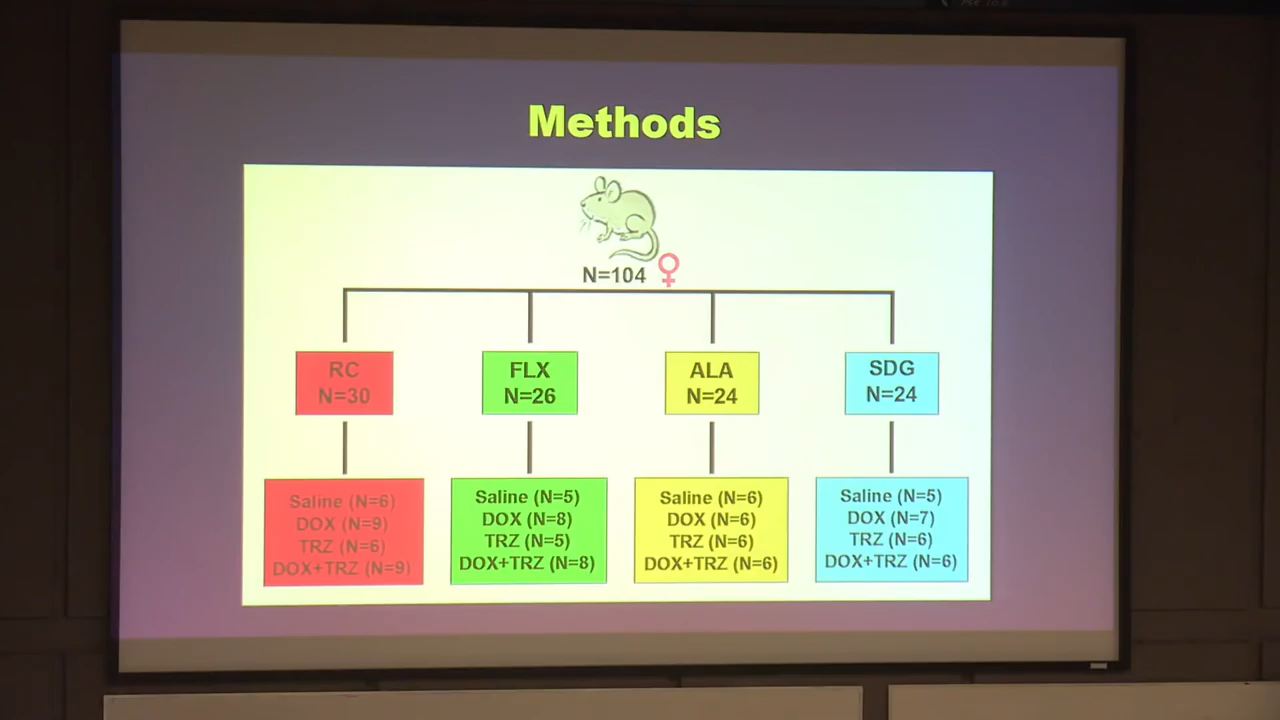 Methods
N=104 ♀
RC
N=30
FLX
N=26
ALA
N=24
SDG
N=24
Saline (N=6)
DOX (N=9)
TRZ (N=6)
DOX+TRZ (N=9)
Saline (N=5)
DOX (N=8)
TRZ (N=5)
DOX+TRZ (N=8)
Saline (N=6)
DOX (N=6)
TRZ (N=6)
DOX+TRZ (N=6)
Saline (N=5)
DOX (N=7)
TRZ (N=6)
DOX+TRZ (N=6)